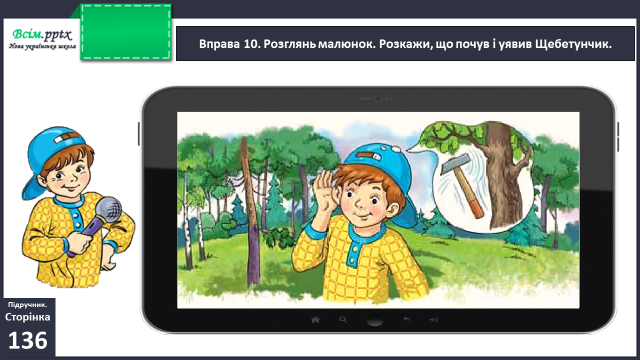 Всім.pptx
Нова українська школа
Вправа 10. Розглянь малюнок. Розкажи, що почув і уявив Щебетунчик.
Підручник.
Сторінка
136